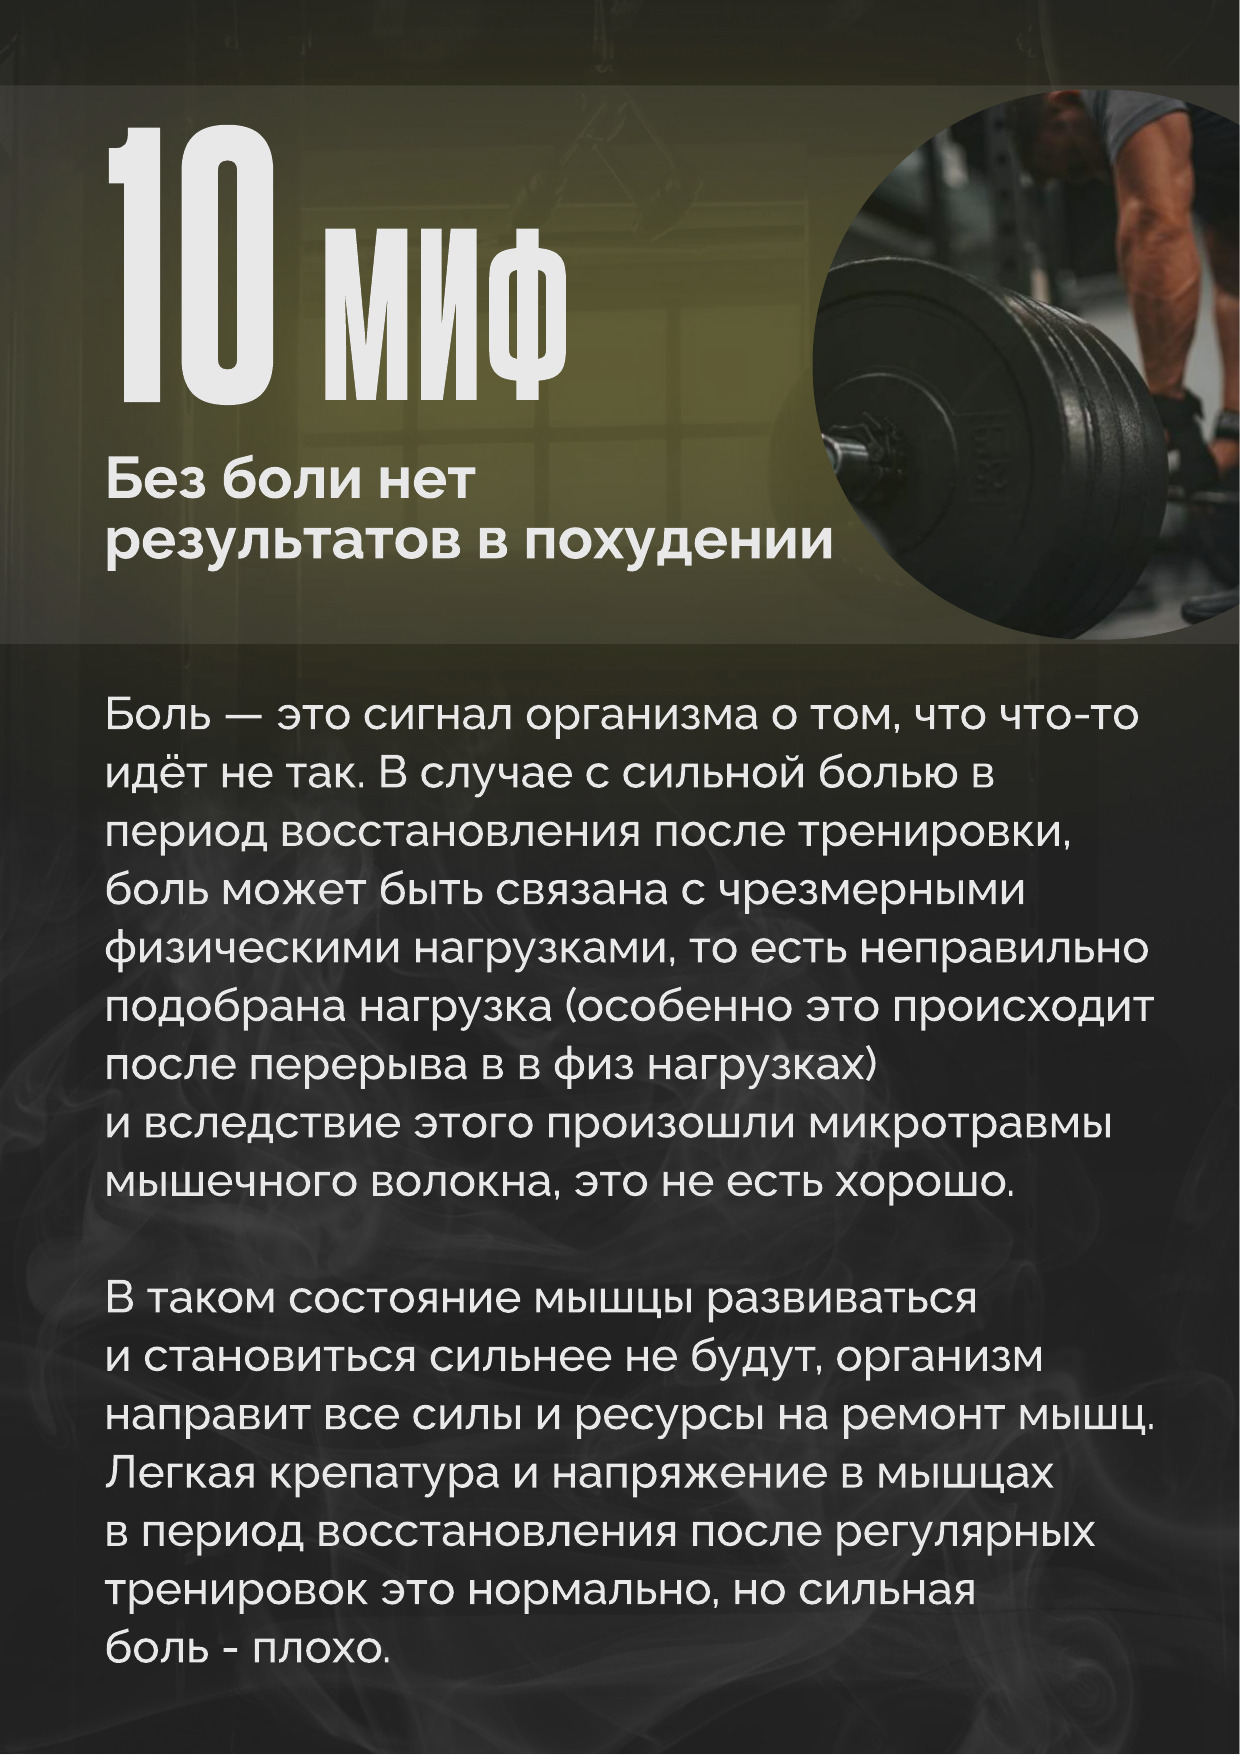 10 МИФ
Без боли нет
результатов в похудении
Боль — это сигнал организма о том, что что-то
идёт не так. В случае с сильной болью в
период восстановления после тренировки,
боль может быть связана с чрезмерными
физическими нагрузками, то есть неправильно
подобрана нагрузка (особенно это происходит
после перерыва в в физ нагрузках)
и вследствие этого произошли микротравмы
мышечного волокна, это не есть хорошо.
В таком состояние мышцы развиваться
и становиться сильнее не будут, организм
направит все силы и ресурсы на ремонт мышц.
Легкая крепатура и напряжение в мышцах
в период восстановления после регулярных
тренировок это нормально, но сильная
боль - плохо.